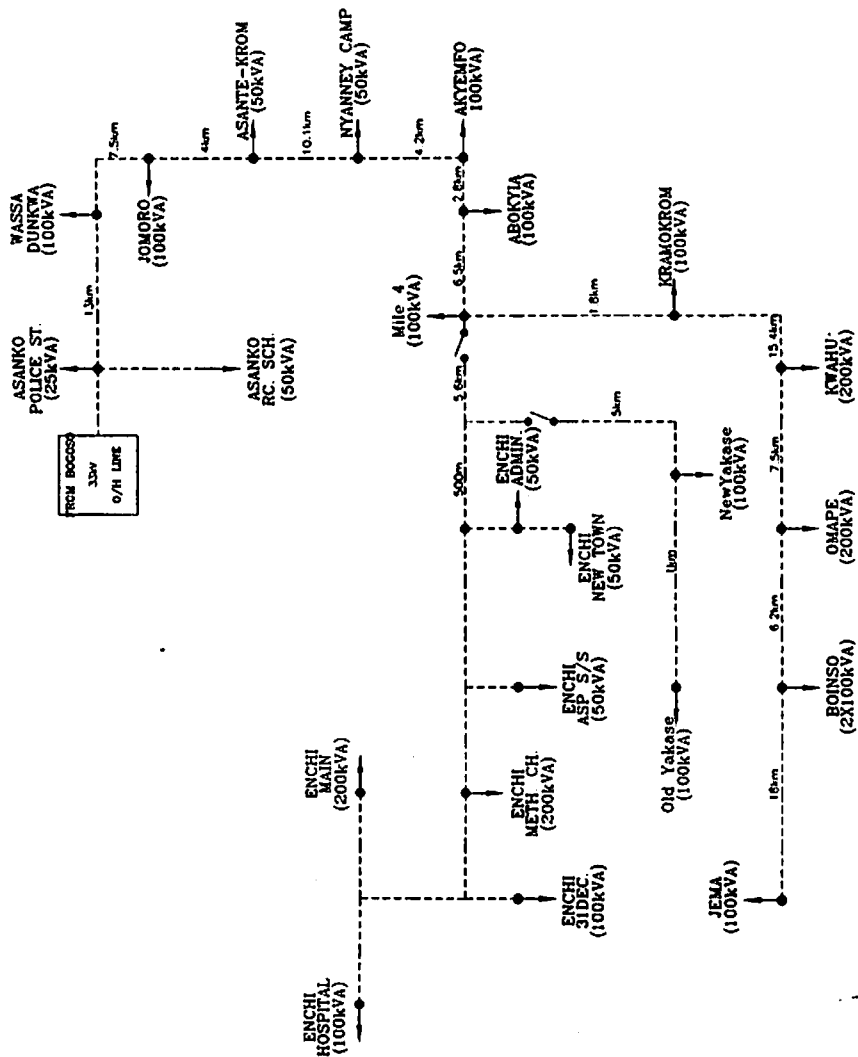 FROM BOGOSO
33kV
O/H LINE
ASANKO
POLICE ST.
(25kVA)
ASANKO
RC. SCH.
(50kVA)
13km
WASSA
DUNKWA
(100kVA)
7.5km
JOMORO
(100kVA)
4km
ASANTE-KROM
(50kVA)
10.1km
NYANNEY CAMP
(50kVA)
4.2km
AKYEMFO
100kVA)
2.8km
ABOKYIA
(100kVA)
6.5km
Mile 4
(100kVA)
1.8km
KRAMOKROM
(100kVA)
15.4km
KWAHU
(200kVA)
7.5km
OMAPE
(200kVA)
6.2km
BOINSO
(2X100kVA)
18km
JEMA
(100kVA)
5.6km
5km
NewYakase
(100kVA)
1km
Old Yakase
(100kVA)
500m
ENCHI
ADMIN.
(50kVA)
ENCHI
NEW TOWN
(50kVA)
ENCHI
ASP S/S
(50kVA)
ENCHI
METH. CH.
(200kVA)
ENCHI
31DEC.
(100kVA)
ENCHI
MAIN
(200kVA)
ENCHI
HOSPITAL
(100kVA)